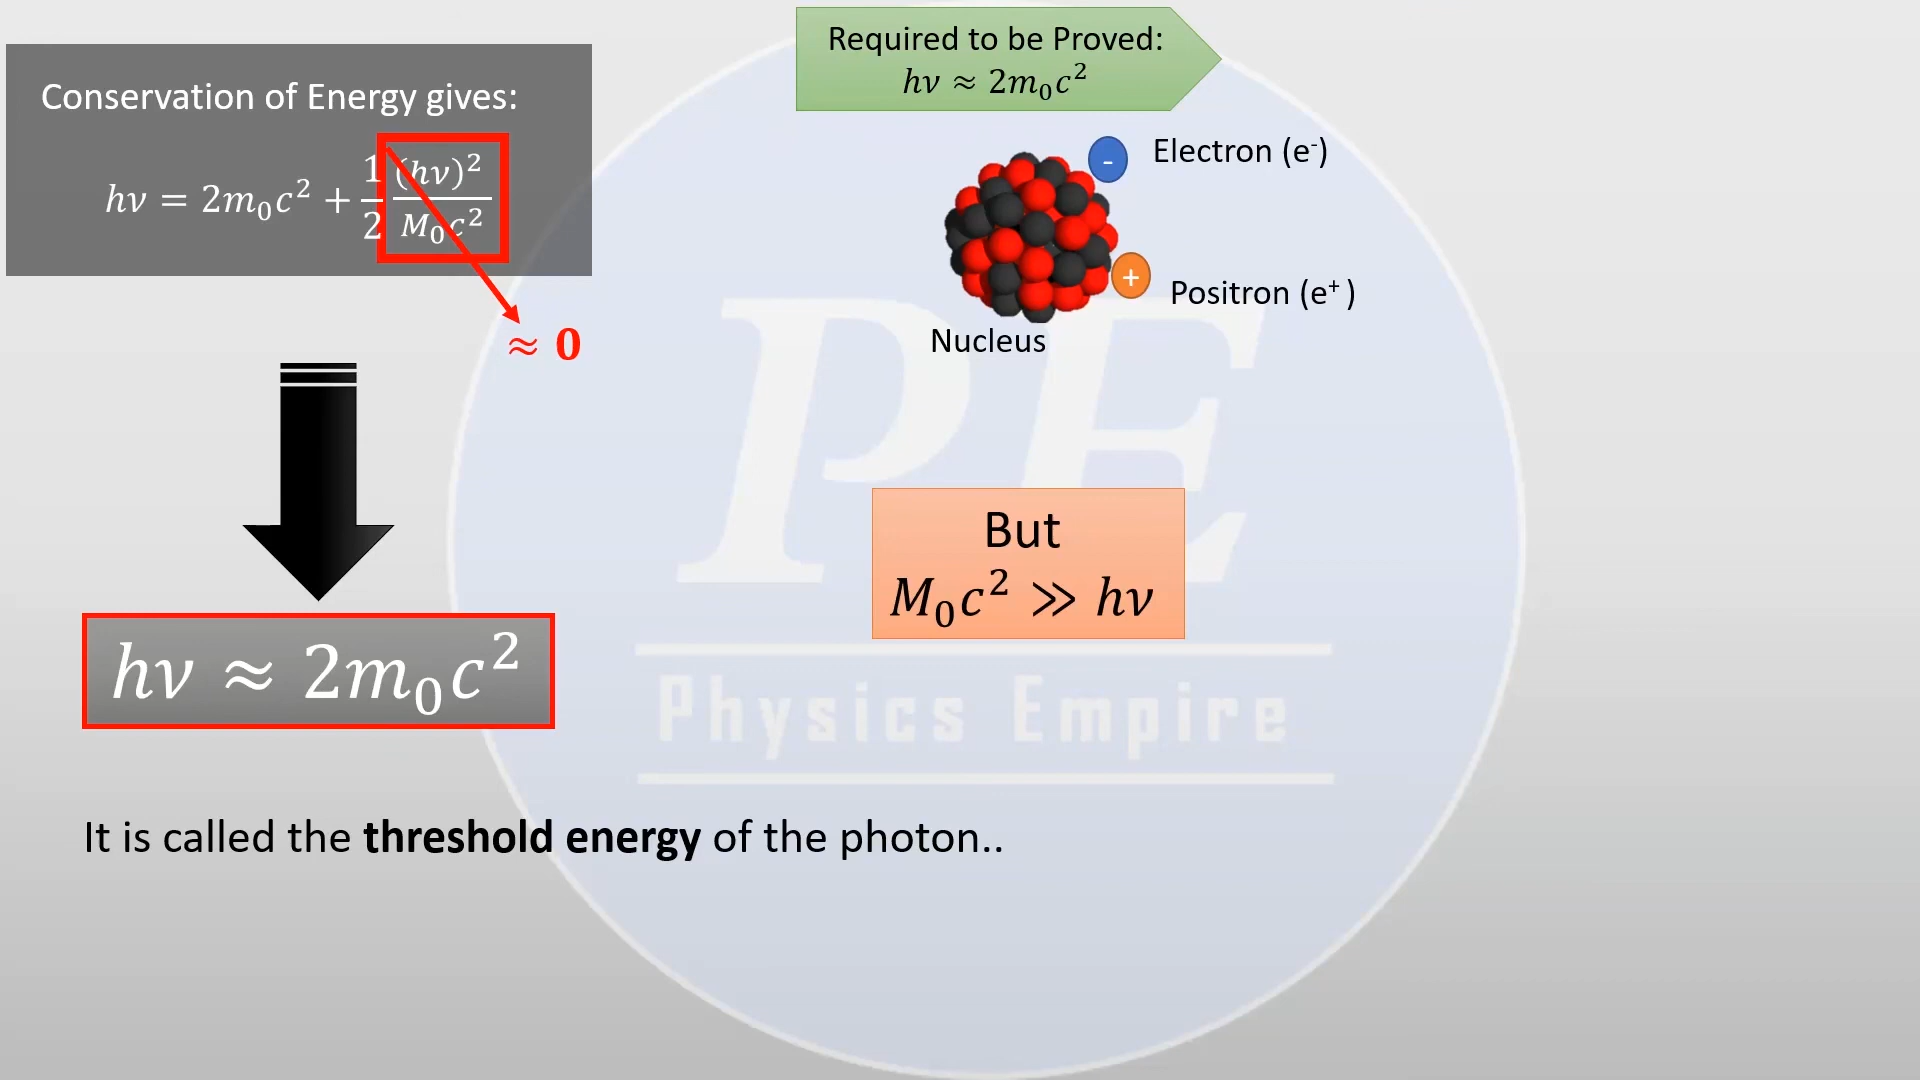 Required to be Proved:
hν ≈ 2m₀c²
Conservation of Energy gives:
hν = 2m₀c² + 1/2 (hν)²/M₀c²
≈ 0
-
Electron (e⁻)
+
Positron (e⁺ )
Nucleus
PE
But
M₀c² ≫ hν
hν ≈ 2m₀c²
Physics Empire
It is called the threshold energy of the photon..